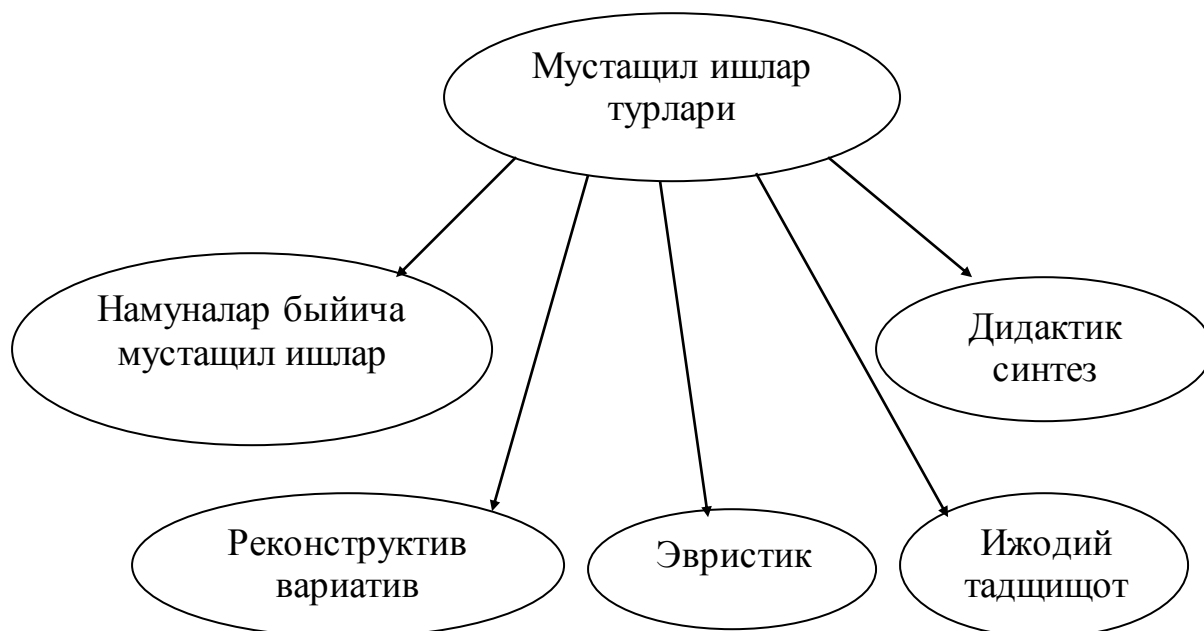 Мустащил ишлар
турлари
Намуналар быйича
мустащил ишлар
Дидактик
синтез
Реконструктив
вариатив
Эвристик
Ижодий
тадщищот